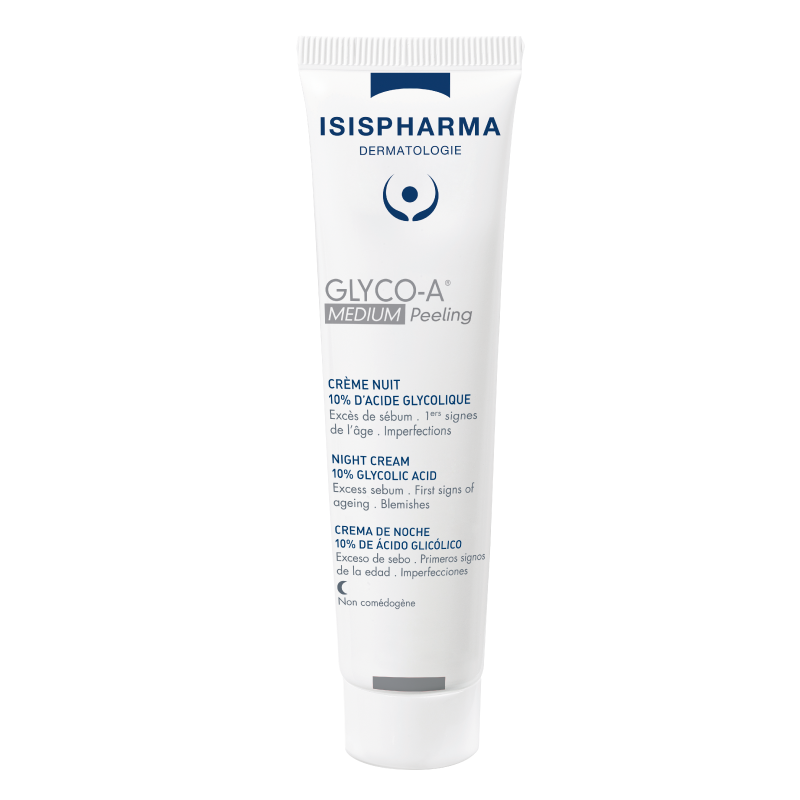 ISISPHARMA
DERMATOLOGIE
GLYCO-A®
MEDIUM Peeling
CRÈME NUIT
10% D'ACIDE GLYCOLIQUE
Excès de sébum . 1ers signes
de l'âge . Imperfections
NIGHT CREAM
10% GLYCOLIC ACID
Excess sebum . First signs of
ageing . Blemishes
CREMA DE NOCHE
10% DE ÁCIDO GLICÓLICO
Exceso de sebo . Primeros signos
de la edad . Imperfecciones
Non comédogène